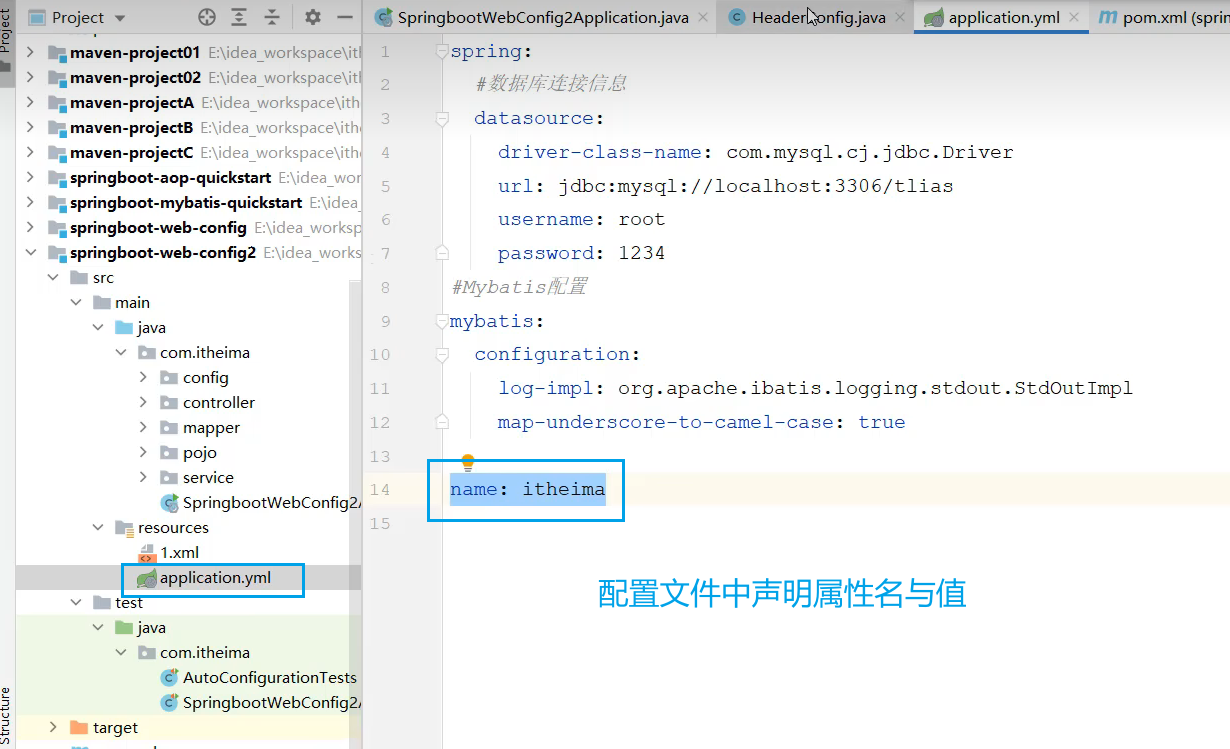 Project
SpringbootWebConfig2Application.java
HeaderConfig.java
application.yml
pom.xml (sprin
Project
maven-project01 E:\idea_workspace\ith
maven-project02 E:\idea_workspace\ith
maven-projectA E:\idea_workspace\ithe
maven-projectB E:\idea_workspace\ithe
maven-projectC E:\idea_workspace\ithe
springboot-aop-quickstart E:\idea_wor
springboot-mybatis-quickstart E:\idea_
springboot-web-config E:\idea_worksp
springboot-web-config2 E:\idea_works
src
main
java
com.itheima
config
controller
mapper
pojo
service
SpringbootWebConfig2A
resources
1.xml
application.yml
test
java
com.itheima
AutoConfigurationTests
SpringbootWebConfig2A
target
Structure
1 spring:
2 #数据库连接信息
3 datasource:
4 driver-class-name: com.mysql.cj.jdbc.Driver
5 url: jdbc:mysql://localhost:3306/tlias
6 username: root
7 password: 1234
8 #Mybatis配置
9 mybatis:
10 configuration:
11 log-impl: org.apache.ibatis.logging.stdout.StdOutImpl
12 map-underscore-to-camel-case: true
13
14 name: itheima
15
配置文件中声明属性名与值